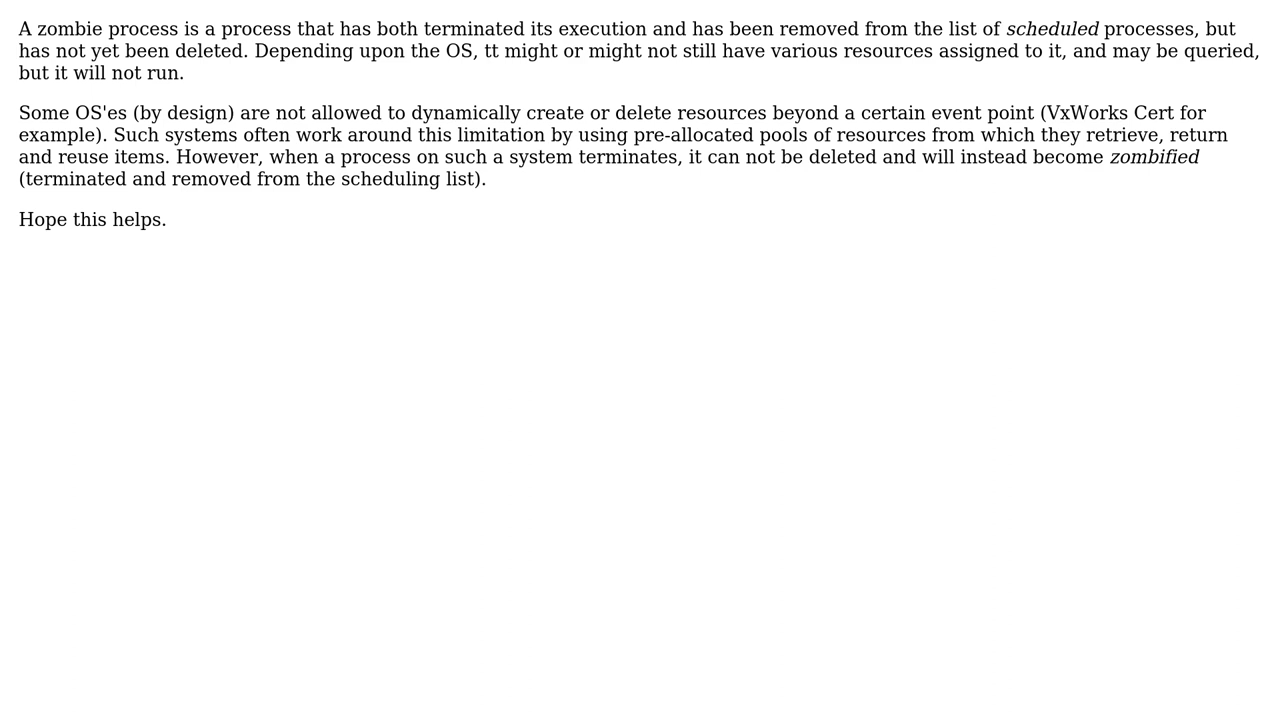 A zombie process is a process that has both terminated its execution and has been removed from the list of scheduled processes, but
has not yet been deleted. Depending upon the OS, tt might or might not still have various resources assigned to it, and may be queried,
but it will not run.
Some OS'es (by design) are not allowed to dynamically create or delete resources beyond a certain event point (VxWorks Cert for
example). Such systems often work around this limitation by using pre-allocated pools of resources from which they retrieve, return
and reuse items. However, when a process on such a system terminates, it can not be deleted and will instead become zombified
(terminated and removed from the scheduling list).
Hope this helps.